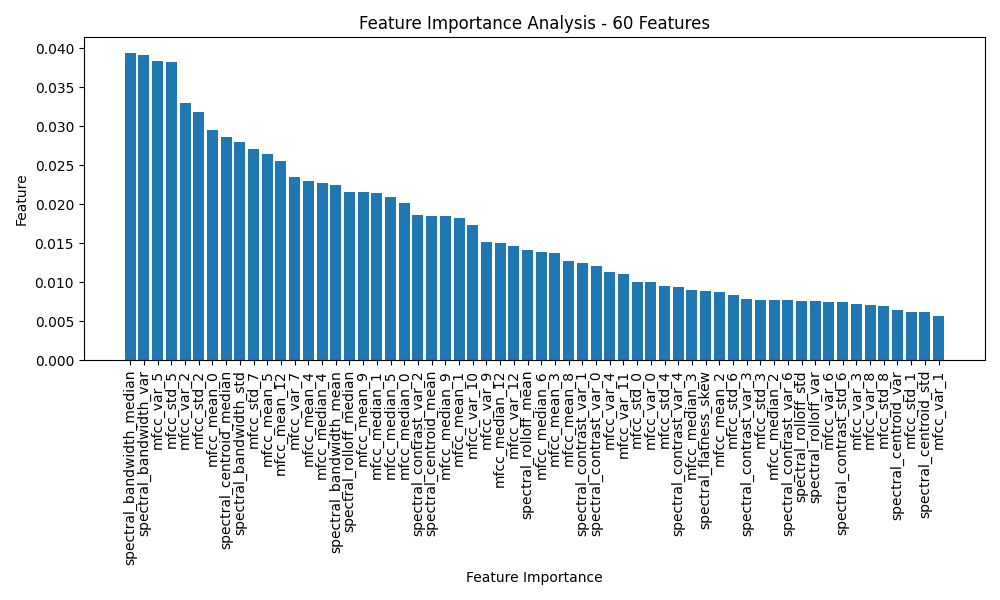 Feature Importance Analysis - 60 Features
0.040
0.035
0.030
0.025
0.020
0.015
0.010
0.005
0.000
Feature
spectral_bandwidth_median
spectral_bandwidth_var
mfcc_var_5
mfcc_std_5
mfcc_var_2
mfcc_std_2
mfcc_mean_0
spectral_centroid_median
spectral_bandwidth_std
mfcc_std_7
mfcc_mean_5
mfcc_mean_12
mfcc_var_7
mfcc_mean_4
mfcc_median_4
spectral_bandwidth_mean
spectral_rolloff_median
mfcc_mean_9
mfcc_median_1
mfcc_median_5
mfcc_median_0
spectral_contrast_var_2
spectral_centroid_mean
mfcc_median_9
mfcc_mean_1
mfcc_var_10
mfcc_var_9
mfcc_median_12
mfcc_var_12
spectral_rolloff_mean
mfcc_median_6
mfcc_mean_3
mfcc_mean_8
spectral_contrast_var_1
spectral_contrast_var_0
mfcc_var_4
mfcc_var_11
mfcc_std_0
mfcc_var_0
mfcc_std_4
spectral_contrast_var_4
mfcc_median_3
spectral_flatness_skew
mfcc_mean_2
mfcc_std_6
spectral_contrast_var_3
mfcc_std_3
mfcc_median_2
spectral_contrast_var_6
spectral_rolloff_std
spectral_rolloff_var
mfcc_var_6
spectral_contrast_std_6
mfcc_var_3
mfcc_var_8
mfcc_std_8
spectral_centroid_var
mfcc_std_1
spectral_centroid_std
mfcc_var_1
Feature Importance